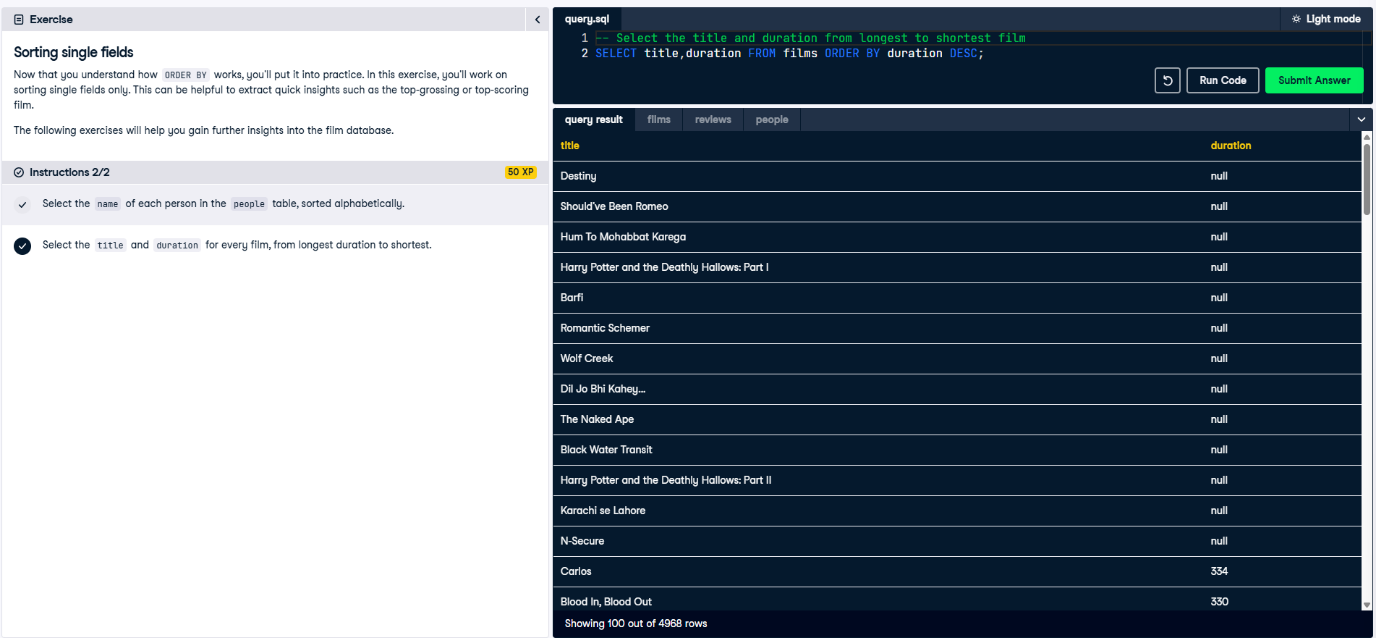 Exercise
Sorting single fields
Now that you understand how ORDER BY works, you'll put it into practice. In this exercise, you'll work on
sorting single fields only. This can be helpful to extract quick insights such as the top-grossing or top-scoring
film.
The following exercises will help you gain further insights into the film database.
Instructions 2/2
50 XP
Select the name of each person in the people table, sorted alphabetically.
Select the title and duration for every film, from longest duration to shortest.
query.sql
Light mode
1 -- Select the title and duration from longest to shortest film
2 SELECT title,duration FROM films ORDER BY duration DESC;
Run Code
Submit Answer
query result films reviews people
title duration
Destiny null
Should've Been Romeo null
Hum To Mohabbat Karega null
Harry Potter and the Deathly Hallows: Part I null
Barfi null
Romantic Schemer null
Wolf Creek null
Dil Jo Bhi Kahey... null
The Naked Ape null
Black Water Transit null
Harry Potter and the Deathly Hallows: Part II null
Karachi se Lahore null
N-Secure null
Carlos 334
Blood In, Blood Out 330
Showing 100 out of 4968 rows